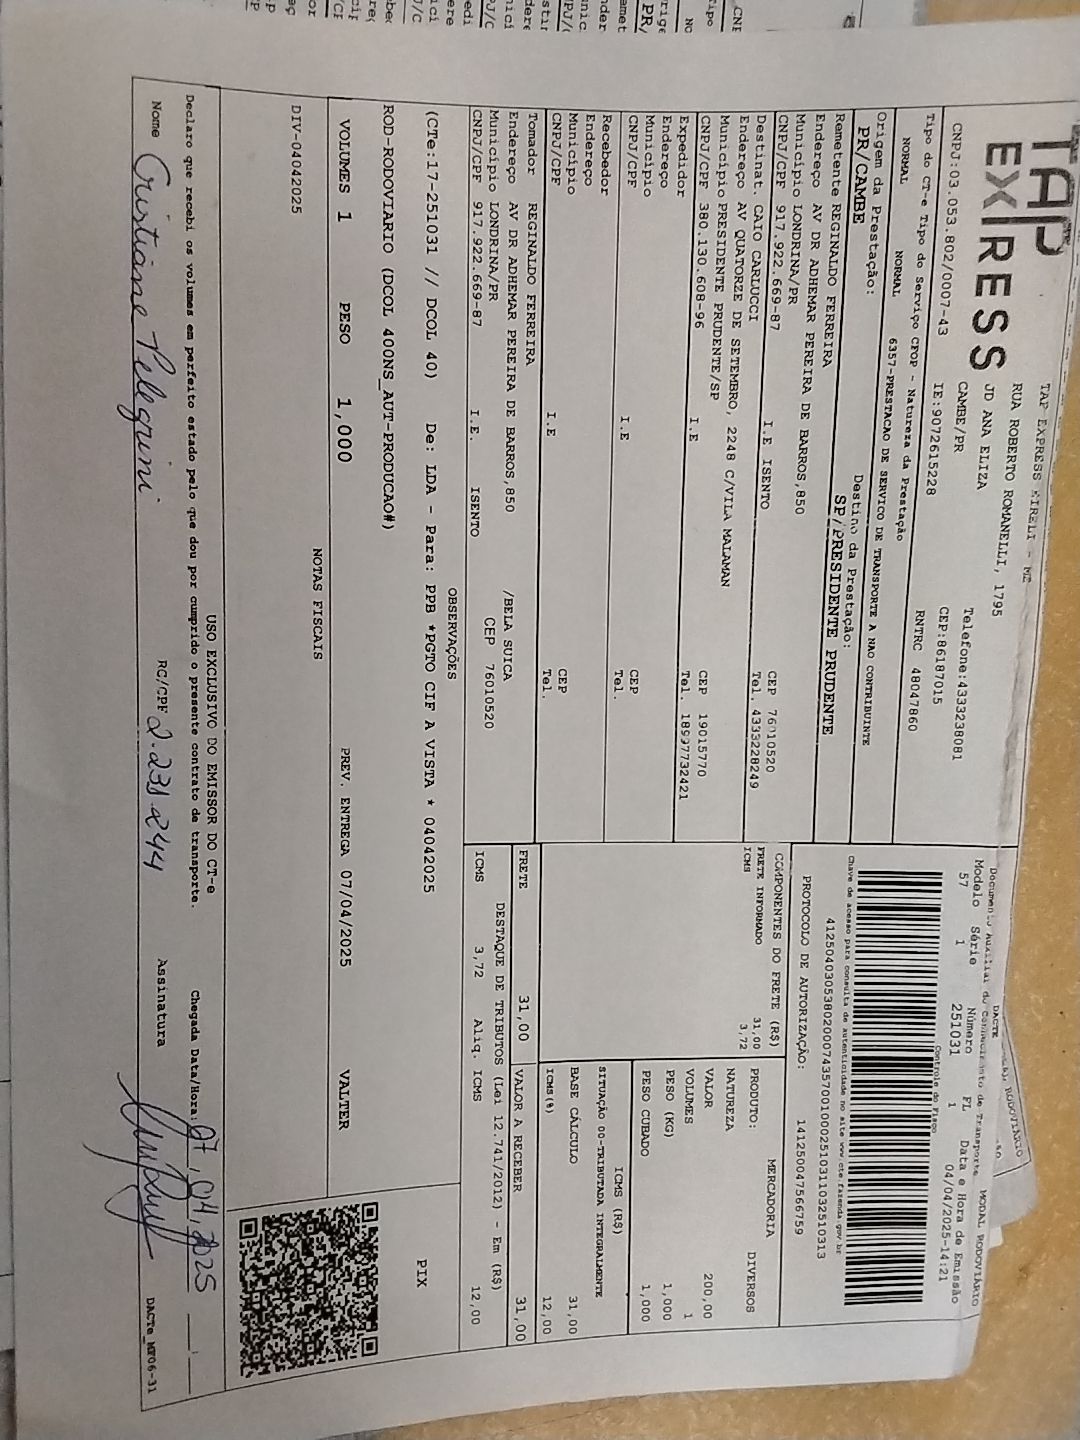 TAP EXPRESS
TAP EXPRESS EIRELI - ME
RUA ROBERTO ROMANELLI, 1795
JD ANA ELIZA
CAMBE/PR
Telefone:4333238081
CEP:86187015
CNPJ:03.053.802/0007-43 IE:9072615228
RNTRC 48047860
Tipo do CT-e Tipo do Serviço CFOP - Natureza da Prestação
NORMAL NORMAL 6357-PRESTACAO DE SERVICO DE TRANSPORTE A NAO CONTRIBUINTE
Origem da Prestação: Destino da Prestação:
PR/CAMBE SP/PRESIDENTE PRUDENTE
Remetente REGINALDO FERREIRA
Endereço AV DR ADHEMAR PEREIRA DE BARROS,850
Município LONDRINA/PR CEP 76010520
CNPJ/CPF 917.922.669-87 I.E ISENTO Tel. 4333228249
Destinat. CAIO CARLUCCI
Endereço AV QUATORZE DE SETEMBRO, 2248 C/VILA MALAMAN
Município PRESIDENTE PRUDENTE/SP CEP 19015770
CNPJ/CPF 380.130.608-96 I.E Tel. 18997732421
Expedidor
Endereço
Município CEP
CNPJ/CPF I.E Tel.
Recebedor
Endereço
Município CEP
CNPJ/CPF I.E Tel.
Tomador REGINALDO FERREIRA
Endereço AV DR ADHEMAR PEREIRA DE BARROS,850 /BELA SUICA
Município LONDRINA/PR CEP 76010520
CNPJ/CPF 917.922.669-87 I.E. ISENTO
DACTE
Documento Auxiliar do Conhecimento de Transporte MODAL RODOVIÁRIO
Modelo Série Número FL Data e Hora de Emissão
57 1 251031 1 04/04/2025-14:21
Controle do Fisco
Chave de acesso para consulta de autenticidade no site www.cte.fazenda.gov.br
PROTOCOLO DE AUTORIZAÇÃO: 141250047566759
COMPONENTES DO FRETE (R$)
FRETE INFORMADO 31,00
ICMS 3,72
MERCADORIA
PRODUTO: DIVERSOS
NATUREZA
VALOR 200,00
VOLUMES 1
PESO (KG) 1,000
PESO CUBADO 1,000
ICMS (R$)
SITUAÇÃO 00-TRIBUTADA INTEGRALMENTE
BASE CÁLCULO 31,00
ICMS(%) 12,00
FRETE 31,00 VALOR A RECEBER 31,00
DESTAQUE DE TRIBUTOS (Lei 12.741/2012) - Em (R$)
ICMS 3,72 Aliq. ICMS 12,00
OBSERVAÇÕES
(CTe:17-251031 // DCOL 40) De: LDA - Para: PPB *PGTO CIF A VISTA * 04042025
PIX
ROD-RODOVIARIO (DCOL 400NS_AUT-PRODUCAO#)
VOLUMES 1 PESO 1,000 PREV. ENTREGA 07/04/2025 VALTER
NOTAS FISCAIS
DIV-04042025
USO EXCLUSIVO DO EMISSOR DO CT-e
Declaro que recebi os volumes em perfeito estado pelo que dou por cumprido o presente contrato de transporte. Chegada Data/Hora: 07,04,2025
Nome Cristiane Pelegrini RG/CPF Assinatura
DACTe_MF06-31